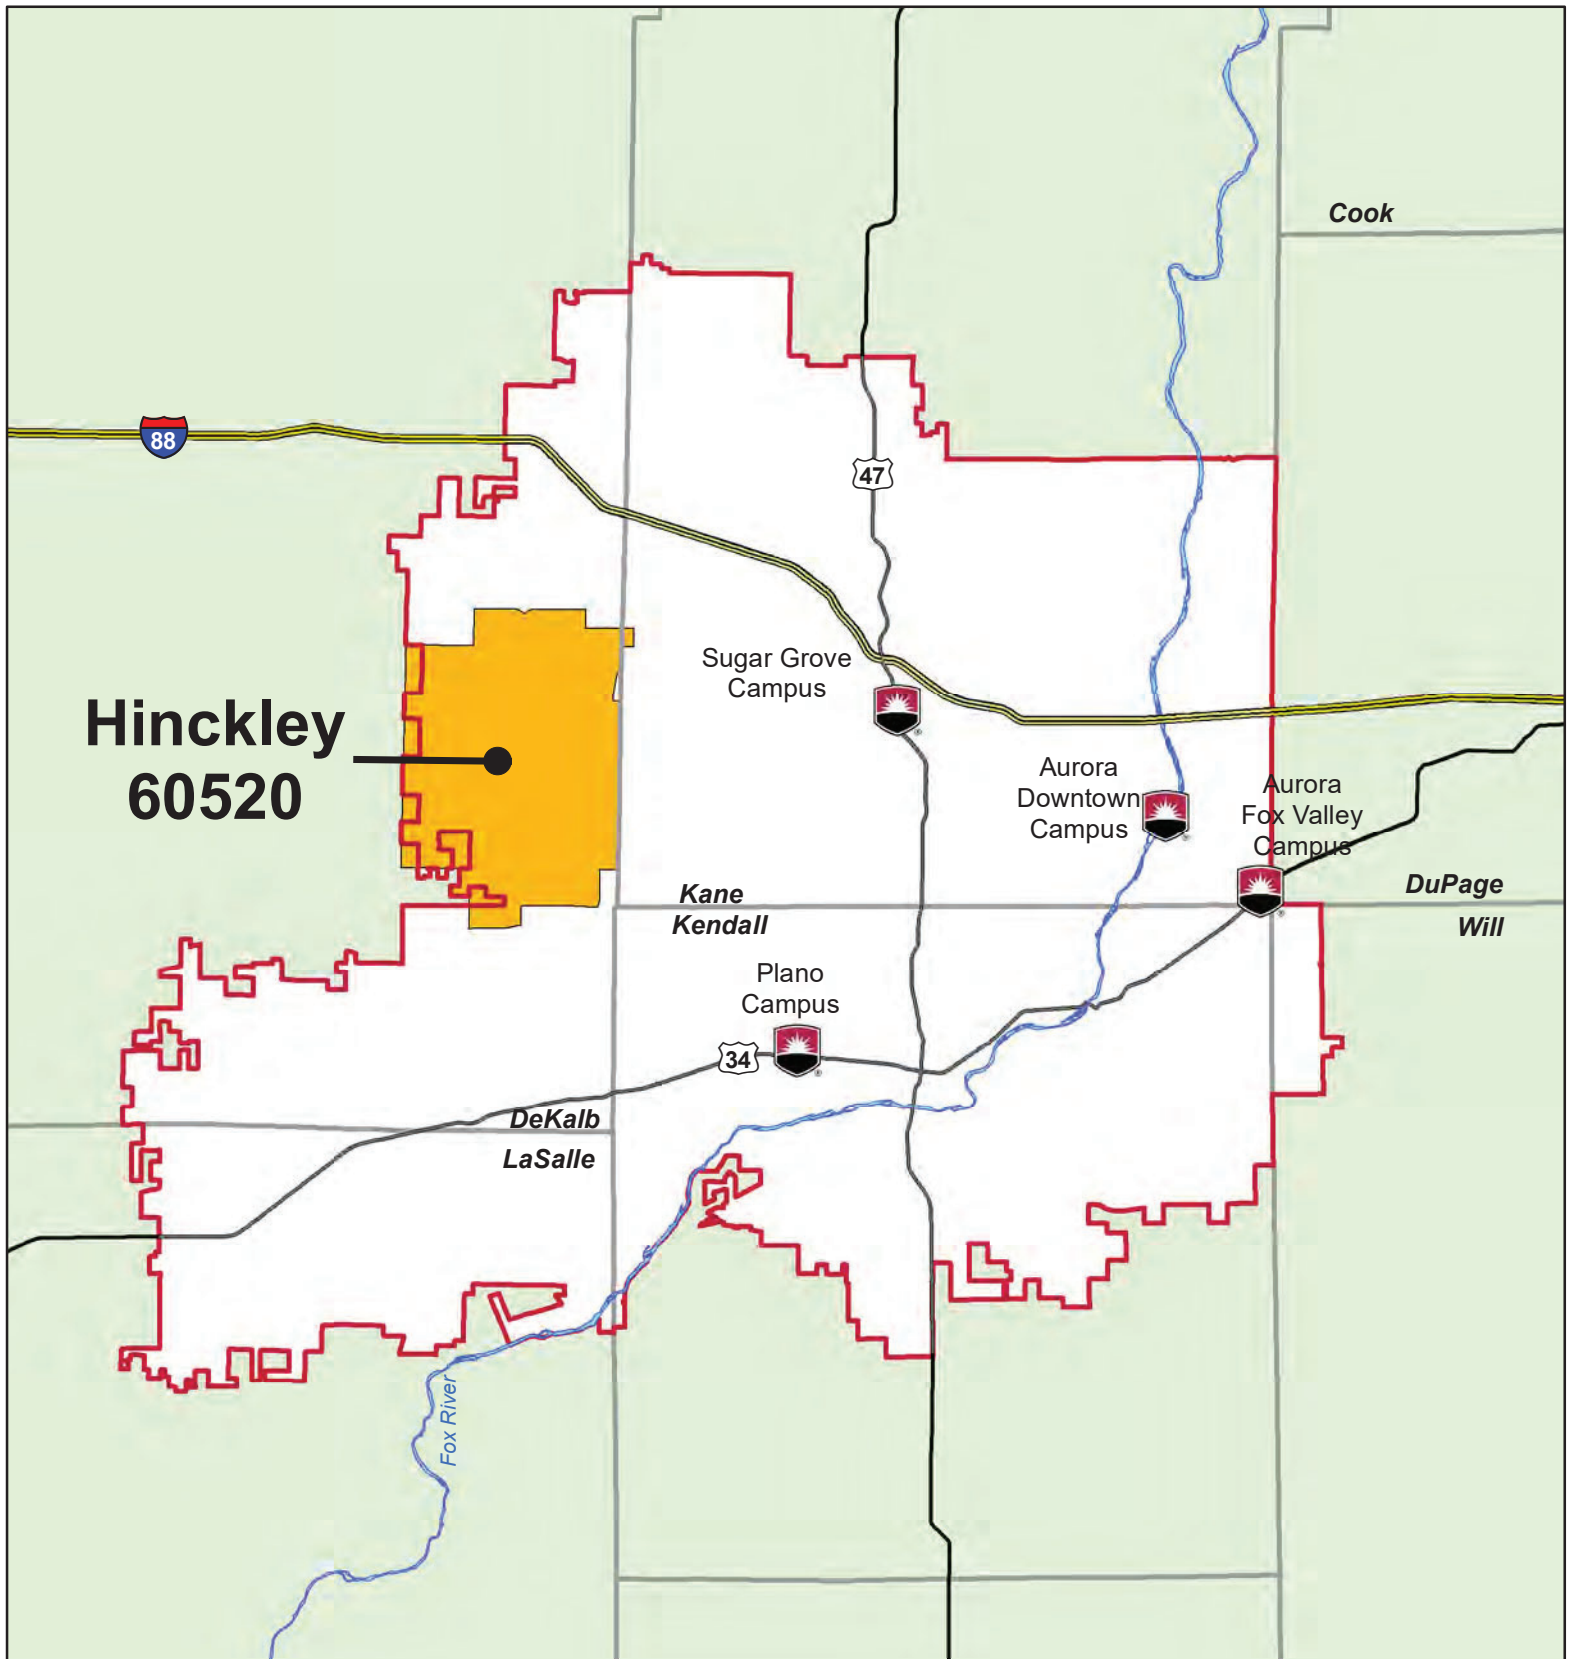 Cook
88
47
Sugar Grove
Campus
Hinckley
60520
Aurora
Downtown
Campus
Aurora
Fox Valley
Campus
Kane
Kendall
DuPage
Will
Plano
Campus
34
DeKalb
LaSalle
Fox River